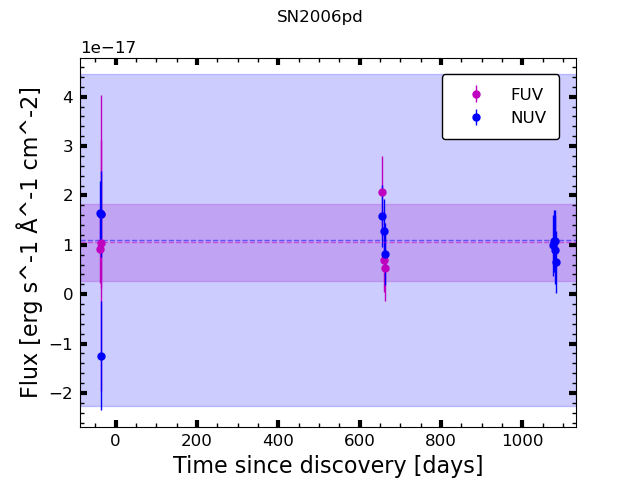 SN2006pd
1e−17
FUV
NUV
4
3
2
1
0
−1
−2
Flux [erg s^-1 Å^-1 cm^-2]
0 200 400 600 800 1000
Time since discovery [days]